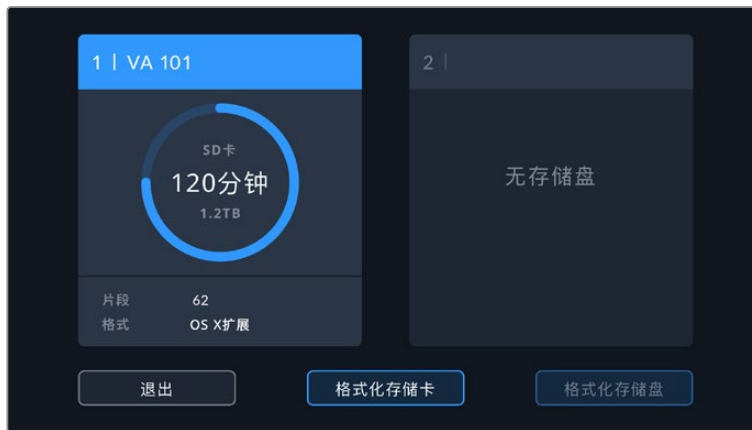 1 | VA 101
SD卡
120分钟
1.2TB
片段 62
格式 OS X扩展
2 |
无存储盘
退出 格式化存储卡 格式化存储盘